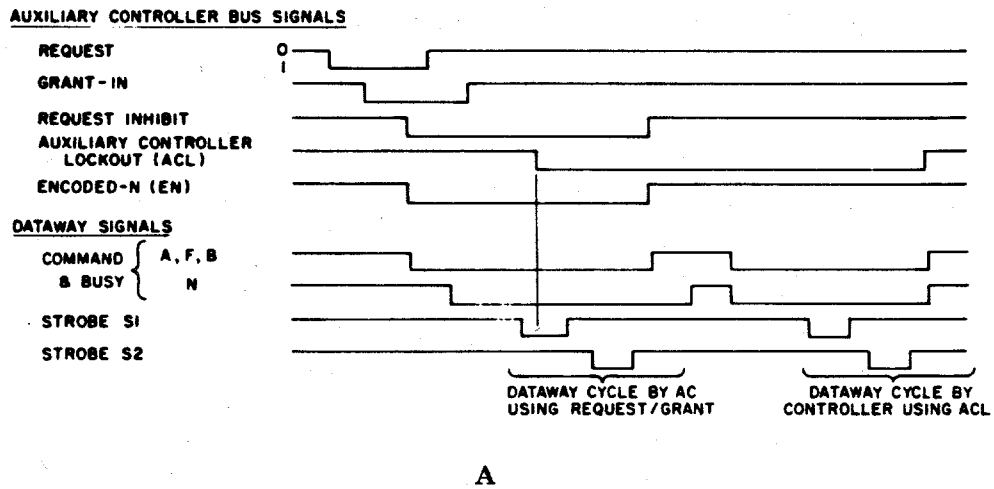 AUXILIARY CONTROLLER BUS SIGNALS
REQUEST
0
1
GRANT-IN
REQUEST INHIBIT
AUXILIARY CONTROLLER
LOCKOUT (ACL)
ENCODED-N (EN)
DATAWAY SIGNALS
COMMAND
& BUSY
A, F, B
N
STROBE S1
STROBE S2
DATAWAY CYCLE BY AC
USING REQUEST/GRANT
DATAWAY CYCLE BY
CONTROLLER USING ACL
A